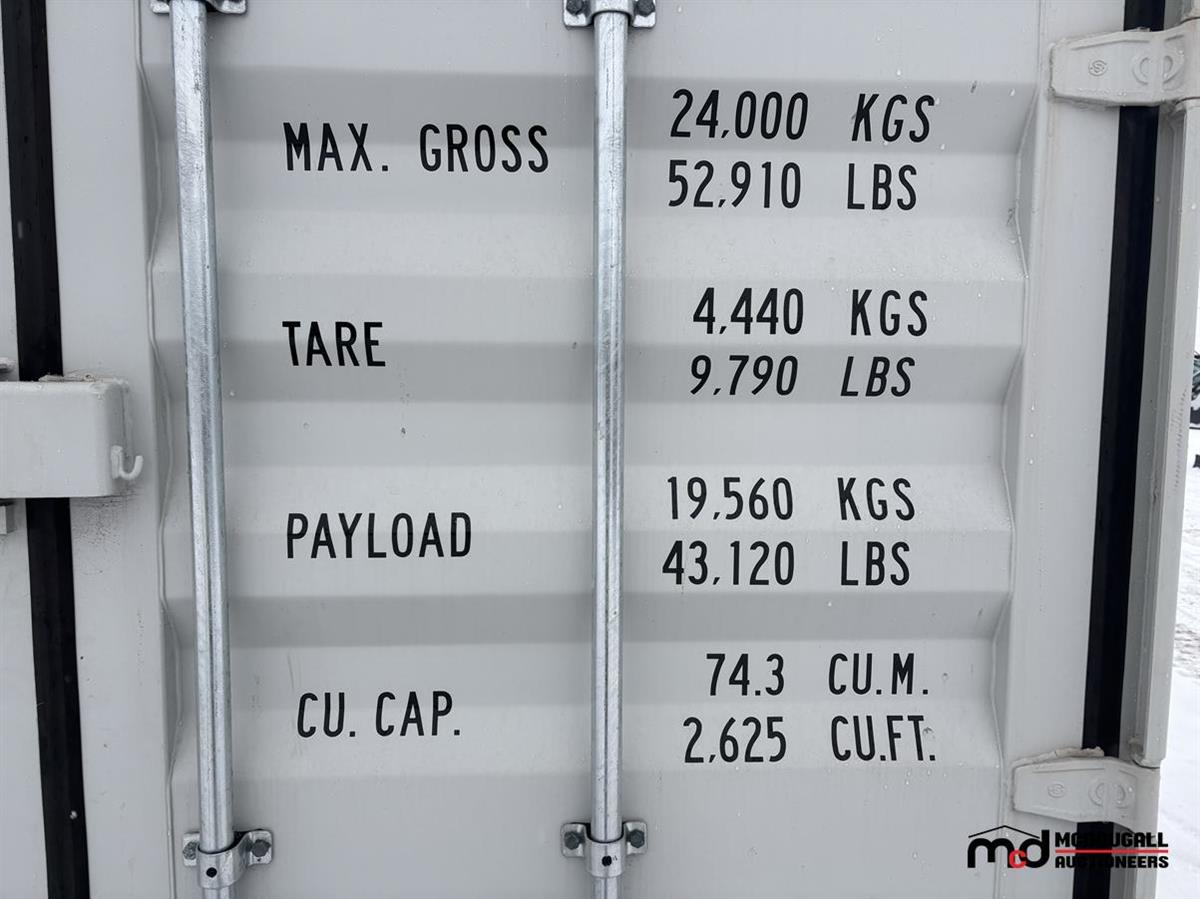 MAX. GROSS 24,000 KGS
52,910 LBS
TARE 4,440 KGS
9,790 LBS
PAYLOAD 19,560 KGS
43,120 LBS
CU. CAP. 74.3 CU.M.
2,625 CU.FT.
mcd MCDOUGALL
AUCTIONEERS